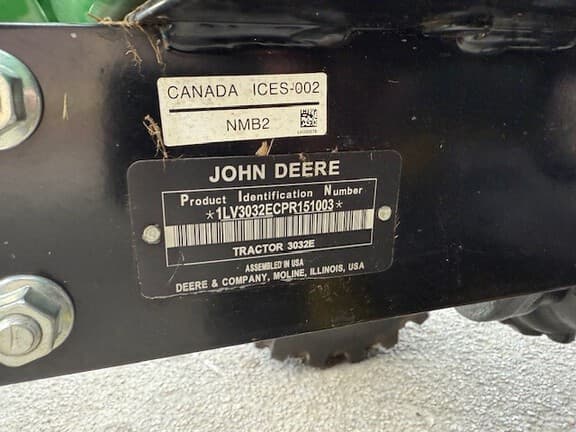 CANADA ICES-002
NMB2
JOHN DEERE
Product Identification Number
*1LV3032ECPR151003*
TRACTOR 3032E
ASSEMBLED IN USA
DEERE & COMPANY, MOLINE, ILLINOIS, USA